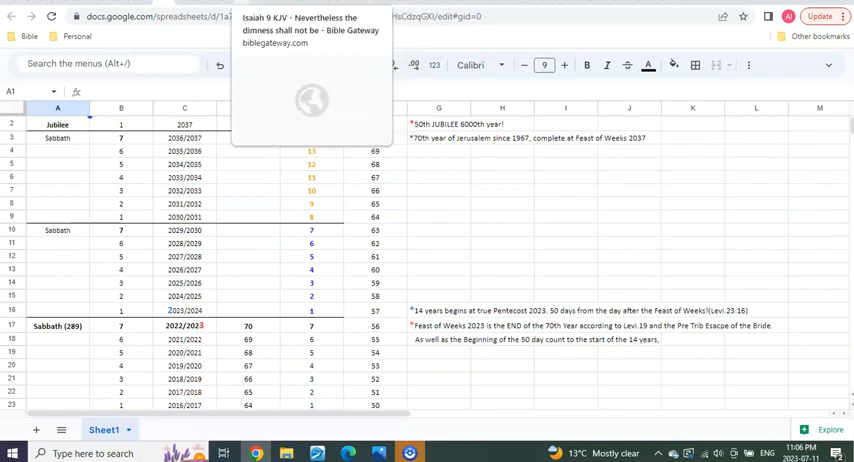 docs.google.com/spreadsheets/d/1a7
HsCdzqGXI/edit#gid=0
AI
Update
Bible
Personal
Other bookmarks
Isaiah 9 KJV - Nevertheless the
dimness shall not be - Bible Gateway
biblegateway.com
Search the menus (Alt+/)
.00 123 Calibri 9 B I S A
A1 fx
A B C G H I J K L M
2 Jubilee 1 2037 *50th JUBILEE 6000th year!
3 Sabbath 7 2036/2037 *70th year of Jerusalem since 1967, complete at Feast of Weeks 2037
4 6 2035/2036 13 69
5 5 2034/2035 12 68
6 4 2033/2034 11 67
7 3 2032/2033 10 66
8 2 2031/2032 9 65
9 1 2030/2031 8 64
10 Sabbath 7 2029/2030 7 63
11 6 2028/2029 6 62
12 5 2027/2028 5 61
13 4 2026/2027 4 60
14 3 2025/2026 3 59
15 2 2024/2025 2 58
16 1 2023/2024 1 57 *14 years begins at true Pentecost 2023. 50 days from the day after the Feast of Weeks!(Levi.23:16)
17 Sabbath (289) 7 2022/2023 70 7 56 *Feast of Weeks 2023 is the END of the 70th Year according to Levi.19 and the Pre Trib Esacpe of the Bride.
18 6 2021/2022 69 6 55 As well as the Beginning of the 50 day count to the start of the 14 years,
19 5 2020/2021 68 5 54
20 4 2019/2020 67 4 53
21 3 2018/2019 66 3 52
22 2 2017/2018 65 2 51
23 1 2016/2017 64 1 50
Sheet1
Explore
Type here to search
13°C Mostly clear
ENG
11:06 PM
2023-07-11
2